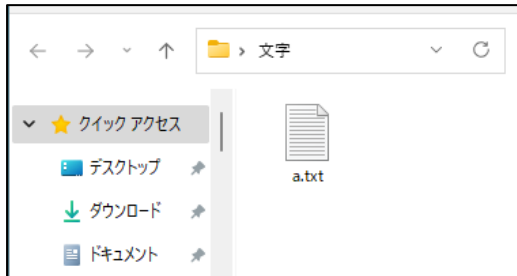 文字
クイック アクセス
デスクトップ
ダウンロード
ドキュメント
a.txt